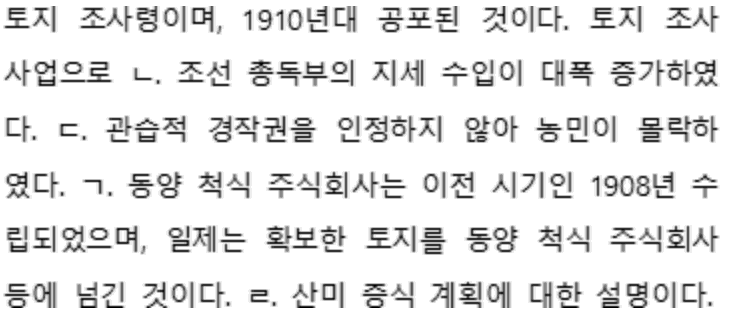 토지 조사령이며, 1910년대 공포된 것이다. 토지 조사
사업으로 ㄴ. 조선 총독부의 지세 수입이 대폭 증가하였
다. ㄷ. 관습적 경작권을 인정하지 않아 농민이 몰락하
였다. ㄱ. 동양 척식 주식회사는 이전 시기인 1908년 수
립되었으며, 일제는 확보한 토지를 동양 척식 주식회사
등에 넘긴 것이다. ㄹ. 산미 증식 계획에 대한 설명이다.